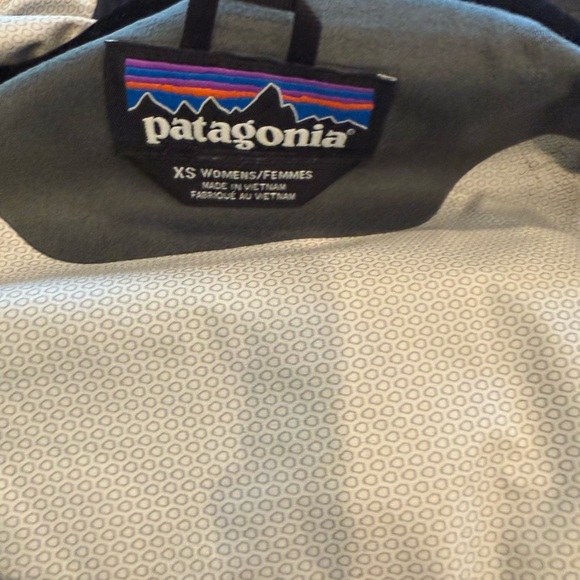 patagonia®
XS WOMENS/FEMMES
MADE IN VIETNAM
FABRIQUÉ AU VIETNAM